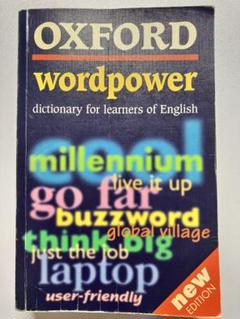 OXFORD
wordpower
dictionary for learners of English
cool
millennium
live it up
go far
buzzword
global village
think big
just the job
laptop
user-friendly
new
EDITION